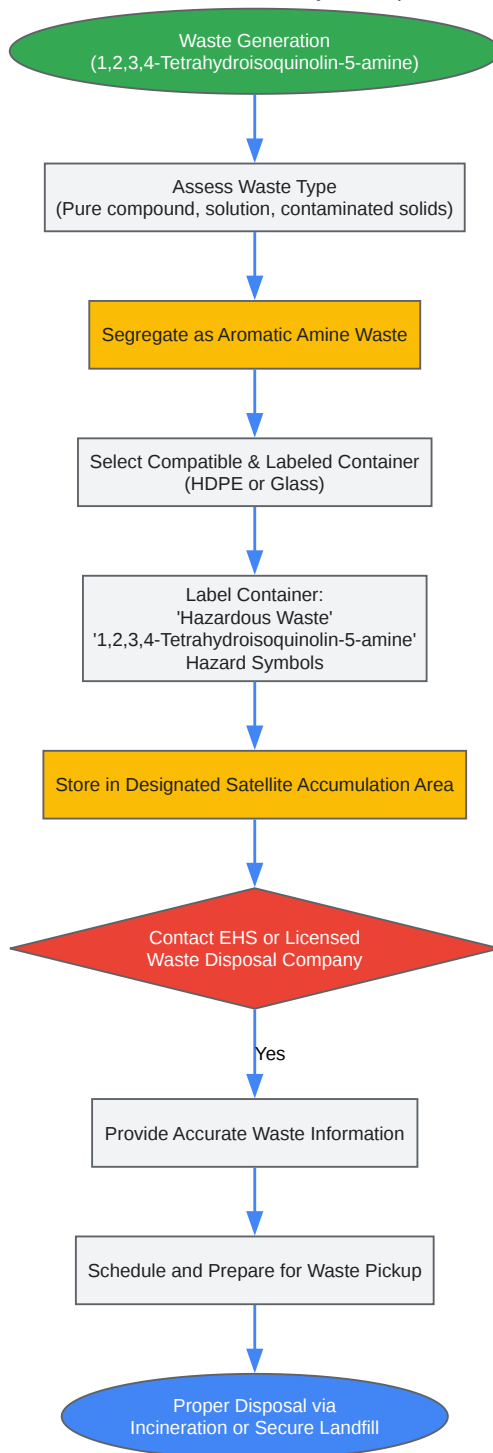 Waste Generation
(1,2,3,4-Tetrahydroisoquinolin-5-amine)
Assess Waste Type
(Pure compound, solution, contaminated solids)
Segregate as Aromatic Amine Waste
Select Compatible & Labeled Container
(HDPE or Glass)
Label Container:
'Hazardous Waste'
'1,2,3,4-Tetrahydroisoquinolin-5-amine'
Hazard Symbols
Store in Designated Satellite Accumulation Area
Contact EHS or Licensed
Waste Disposal Company
Yes
Provide Accurate Waste Information
Schedule and Prepare for Waste Pickup
Proper Disposal via
Incineration or Secure Landfill